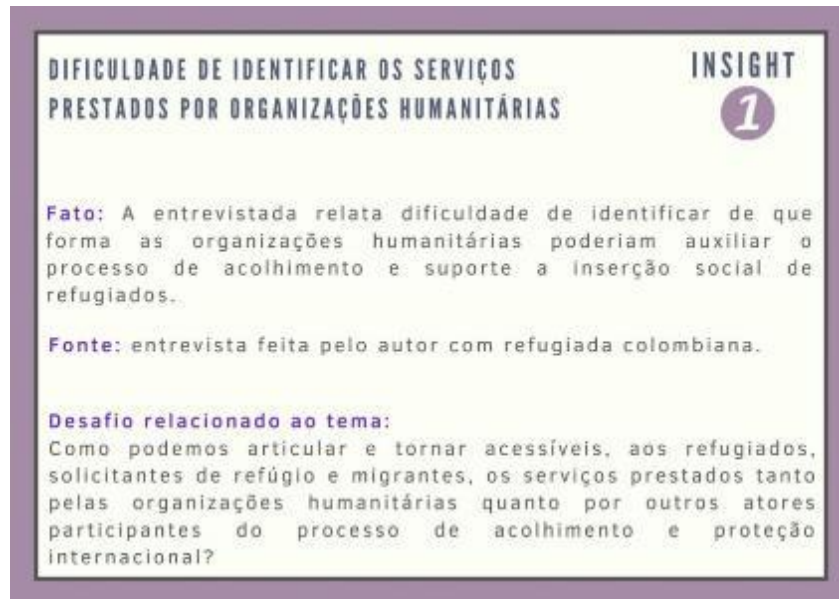 DIFICULDADE DE IDENTIFICAR OS SERVIÇOS
PRESTADOS POR ORGANIZAÇÕES HUMANITÁRIAS
INSIGHT
1
Fato: A entrevistada relata dificuldade de identificar de que
forma as organizações humanitárias poderiam auxiliar o
processo de acolhimento e suporte a inserção social de
refugiados.
Fonte: entrevista feita pelo autor com refugiada colombiana.
Desafio relacionado ao tema:
Como podemos articular e tornar acessíveis, aos refugiados,
solicitantes de refúgio e migrantes, os serviços prestados tanto
pelas organizações humanitárias quanto por outros atores
participantes do processo de acolhimento e proteção
internacional?